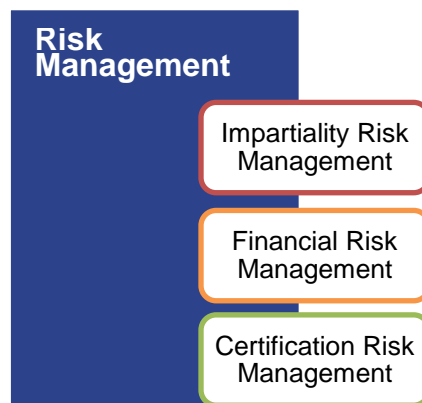 Risk
Management
Impartiality Risk
Management
Financial Risk
Management
Certification Risk
Management